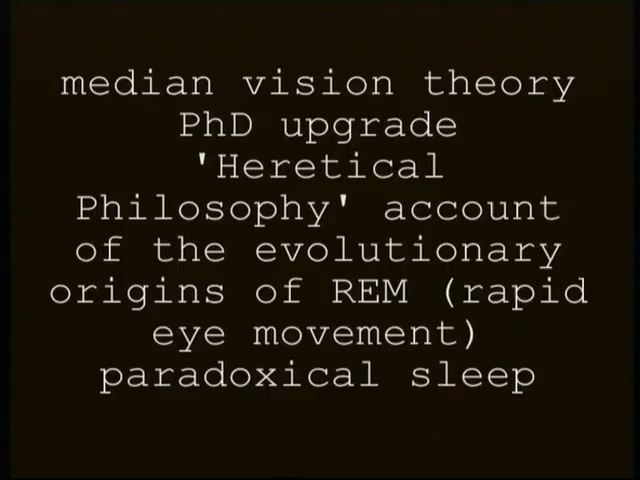 median vision theory
PhD upgrade
'Heretical
Philosophy' account
of the evolutionary
origins of REM (rapid
eye movement)
paradoxical sleep